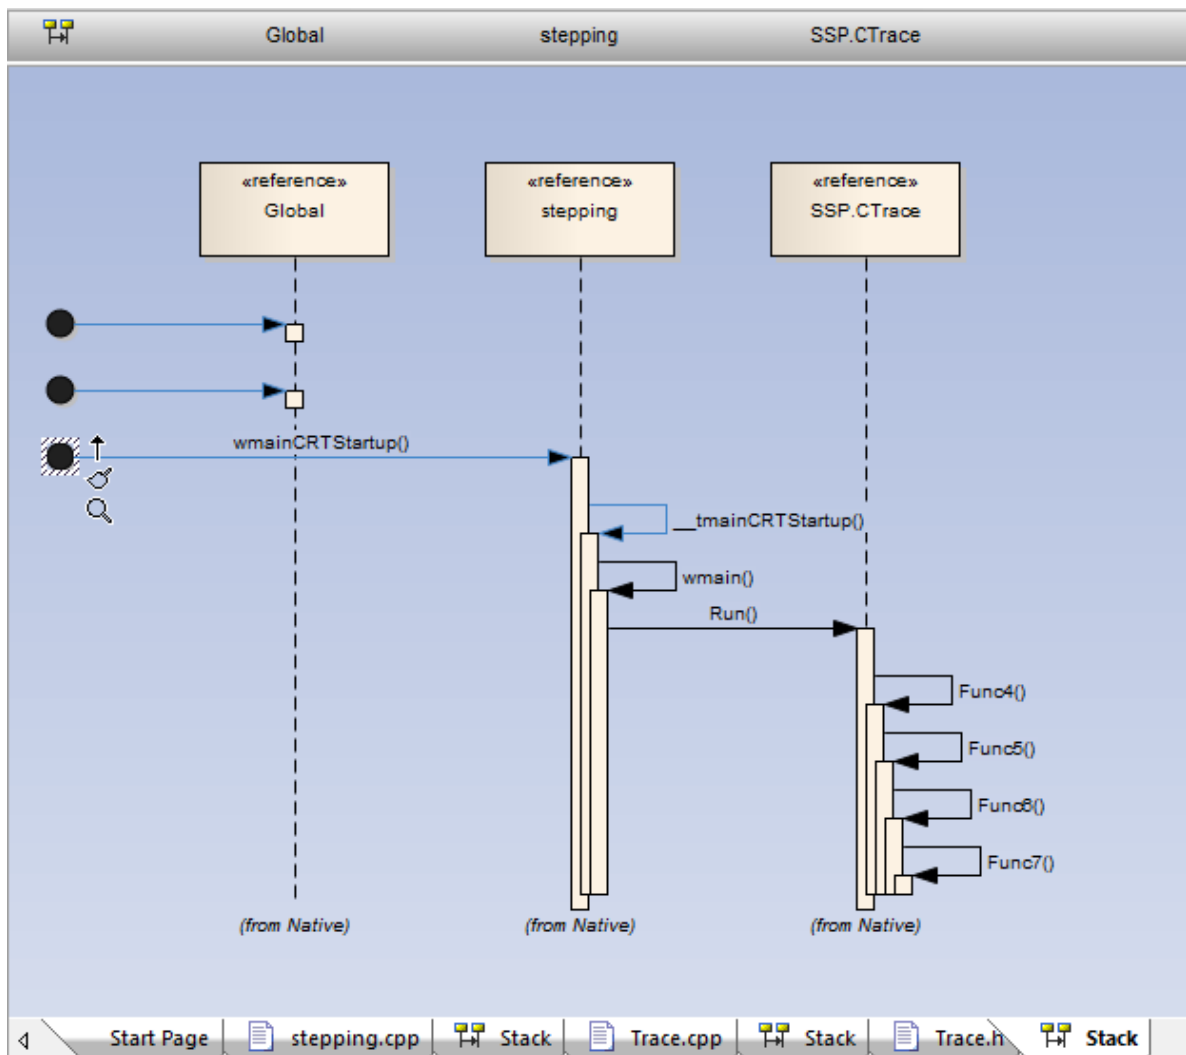 Global stepping SSP.CTrace
«reference» «reference» «reference»
Global stepping SSP.CTrace
wmainCRTStartup()
__tmainCRTStartup()
wmain()
Run()
Func4()
Func5()
Func6()
Func7()
(from Native) (from Native) (from Native)
Start Page stepping.cpp Stack Trace.cpp Stack Trace.h Stack